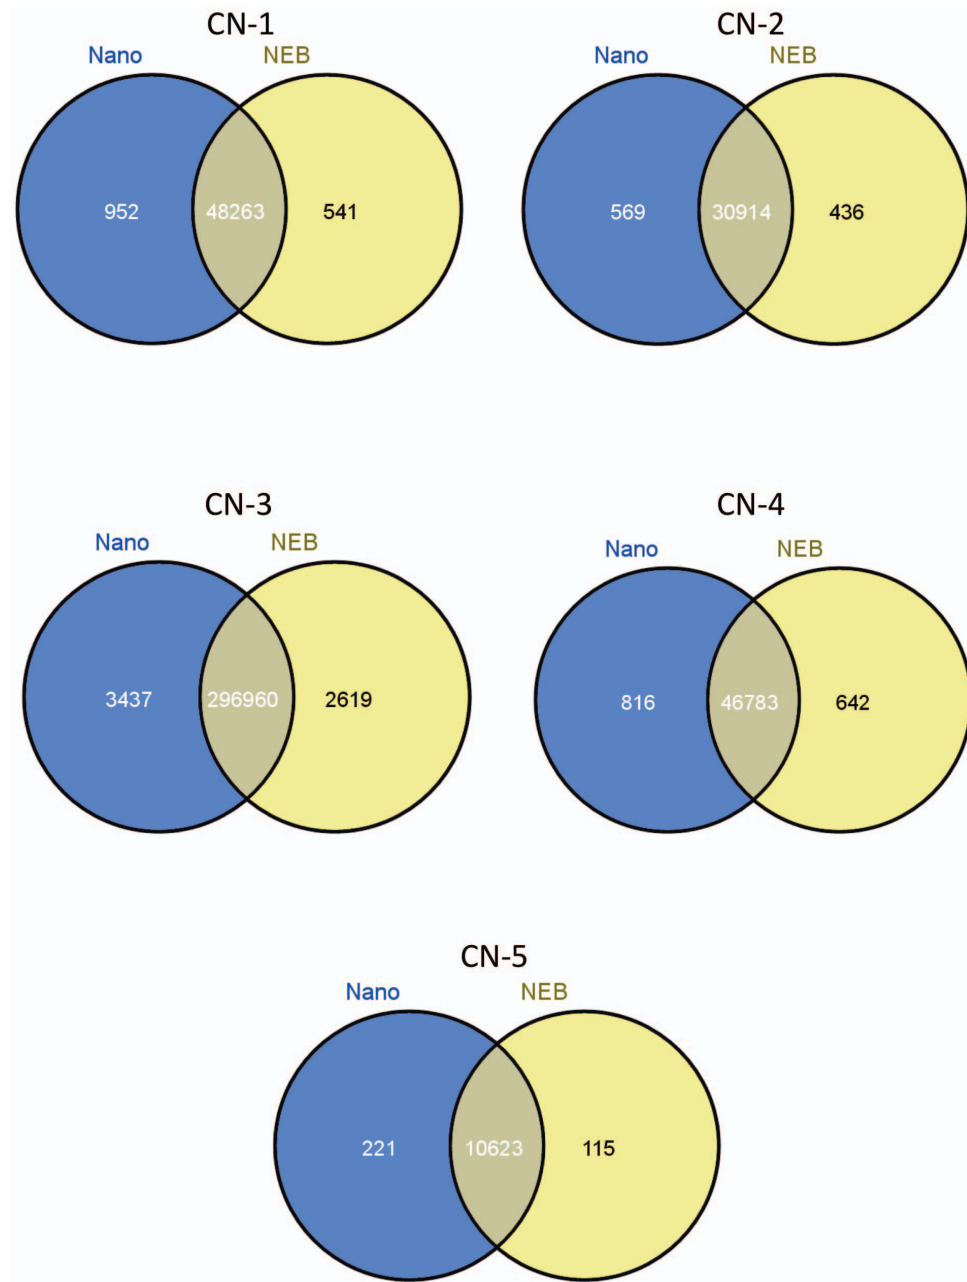 CN-1
Nano NEB
952 48263 541
CN-2
Nano NEB
569 30914 436
CN-3
Nano NEB
3437 296960 2619
CN-4
Nano NEB
816 46783 642
CN-5
Nano NEB
221 10623 115